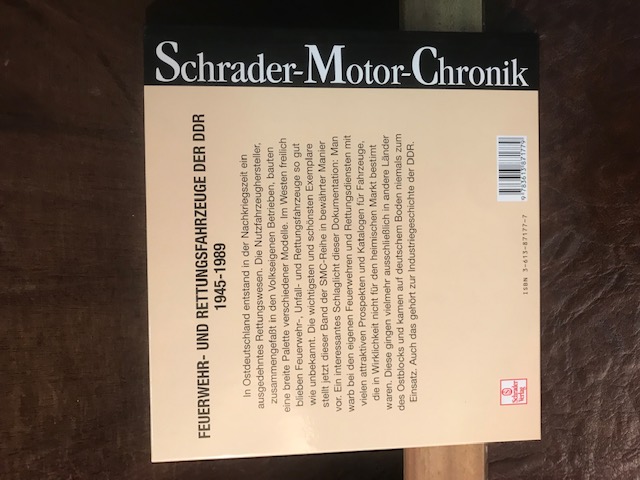 Schrader-Motor-Chronik
FEUERWEHR- UND RETTUNGSFAHRZEUGE DER DDR
1945-1989
In Ostdeutschland entstand in der Nachkriegszeit ein
ausgedehntes Rettungswesen. Die Nutzfahrzeughersteller,
zusammengefaßt in den Volkseigenen Betrieben, bauten
eine breite Palette verschiedener Modelle. Im Westen freilich
blieben Feuerwehr-, Unfall- und Rettungsfahrzeuge so gut
wie unbekannt. Die wichtigsten und schönsten Exemplare
stellt jetzt dieser Band der SMC-Reihe in bewährter Manier
vor. Ein interessantes Schlaglicht dieser Dokumentation: Man
warb bei den eigenen Feuerwehren und Rettungsdiensten mit
vielen attraktiven Prospekten und Katalogen für Fahrzeuge,
die in Wirklichkeit nicht für den heimischen Markt bestimmt
waren. Diese gingen vielmehr ausschließlich in andere Länder
des Ostblocks und kamen auf deutschem Boden niemals zum
Einsatz. Auch das gehört zur Industriegeschichte der DDR.
Schrader
Verlag
9 783613 871779
ISBN 3-613-87177-7